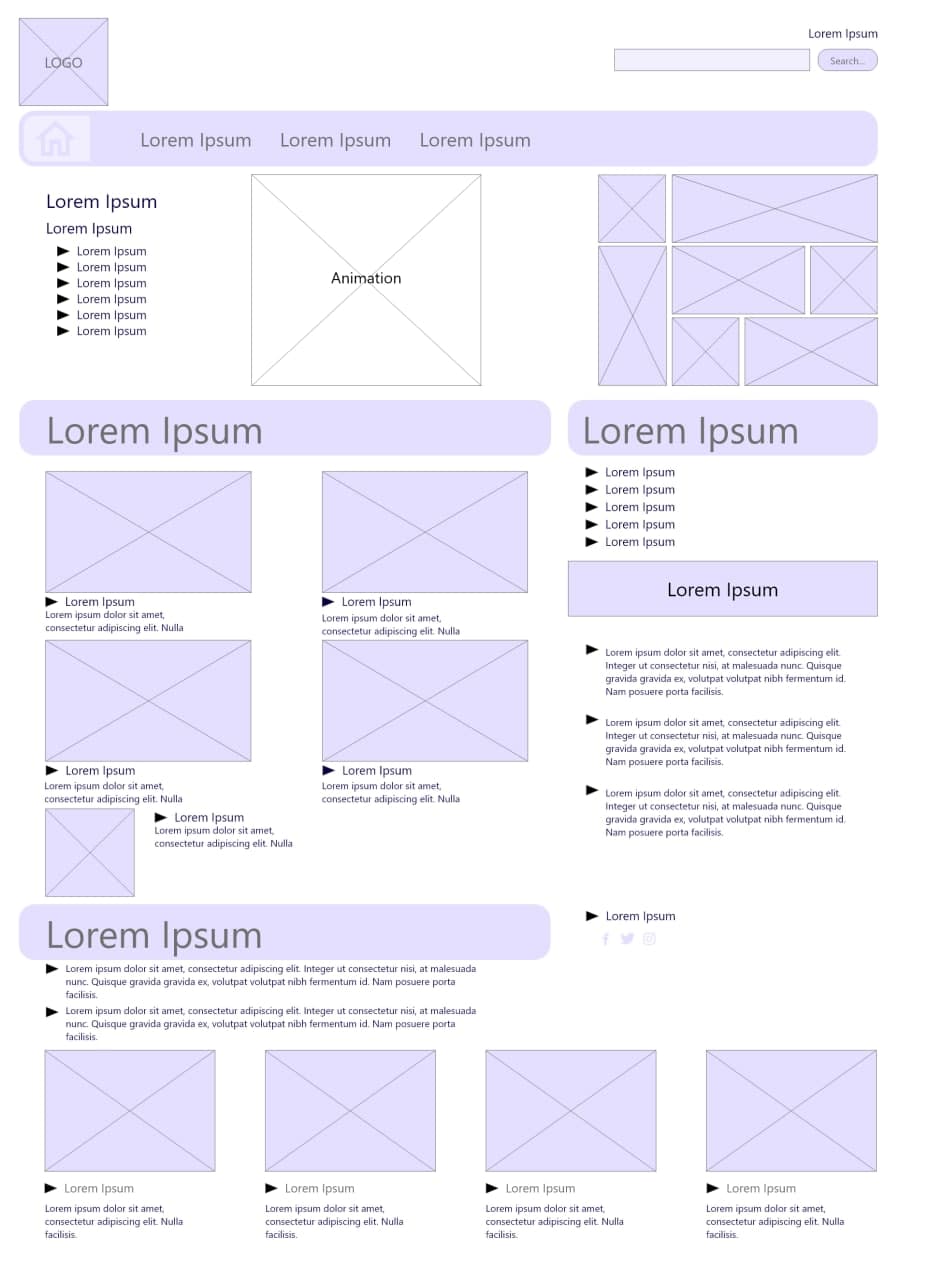 LOGO
Lorem Ipsum
Search...
Lorem Ipsum
Lorem Ipsum
Lorem Ipsum
Lorem Ipsum
Lorem Ipsum
Lorem Ipsum
Lorem Ipsum
Lorem Ipsum
Lorem Ipsum
Lorem Ipsum
Lorem Ipsum
Animation
Lorem Ipsum
Lorem Ipsum
Lorem ipsum dolor sit amet,
consectetur adipiscing elit. Nulla
Lorem Ipsum
Lorem ipsum dolor sit amet,
consectetur adipiscing elit. Nulla
Lorem Ipsum
Lorem ipsum dolor sit amet,
consectetur adipiscing elit. Nulla
Lorem Ipsum
Lorem ipsum dolor sit amet,
consectetur adipiscing elit. Nulla
Lorem Ipsum
Lorem ipsum dolor sit amet,
consectetur adipiscing elit. Nulla
Lorem Ipsum
Lorem Ipsum
Lorem Ipsum
Lorem Ipsum
Lorem Ipsum
Lorem Ipsum
Lorem Ipsum
Lorem ipsum dolor sit amet, consectetur adipiscing elit.
Integer ut consectetur nisi, at malesuada nunc. Quisque
gravida gravida ex, volutpat volutpat nibh fermentum id.
Nam posuere porta facilisis.
Lorem ipsum dolor sit amet, consectetur adipiscing elit.
Integer ut consectetur nisi, at malesuada nunc. Quisque
gravida gravida ex, volutpat volutpat nibh fermentum id.
Nam posuere porta facilisis.
Lorem ipsum dolor sit amet, consectetur adipiscing elit.
Integer ut consectetur nisi, at malesuada nunc. Quisque
gravida gravida ex, volutpat volutpat nibh fermentum id.
Nam posuere porta facilisis.
Lorem Ipsum
Lorem Ipsum
Lorem ipsum dolor sit amet, consectetur adipiscing elit. Integer ut consectetur nisi, at malesuada
nunc. Quisque gravida gravida ex, volutpat volutpat nibh fermentum id. Nam posuere porta
facilisis.
Lorem ipsum dolor sit amet, consectetur adipiscing elit. Integer ut consectetur nisi, at malesuada
nunc. Quisque gravida gravida ex, volutpat volutpat nibh fermentum id. Nam posuere porta
facilisis.
Lorem Ipsum
Lorem ipsum dolor sit amet,
consectetur adipiscing elit. Nulla
facilisis.
Lorem Ipsum
Lorem ipsum dolor sit amet,
consectetur adipiscing elit. Nulla
facilisis.
Lorem Ipsum
Lorem ipsum dolor sit amet,
consectetur adipiscing elit. Nulla
facilisis.
Lorem Ipsum
Lorem ipsum dolor sit amet,
consectetur adipiscing elit. Nulla
facilisis.